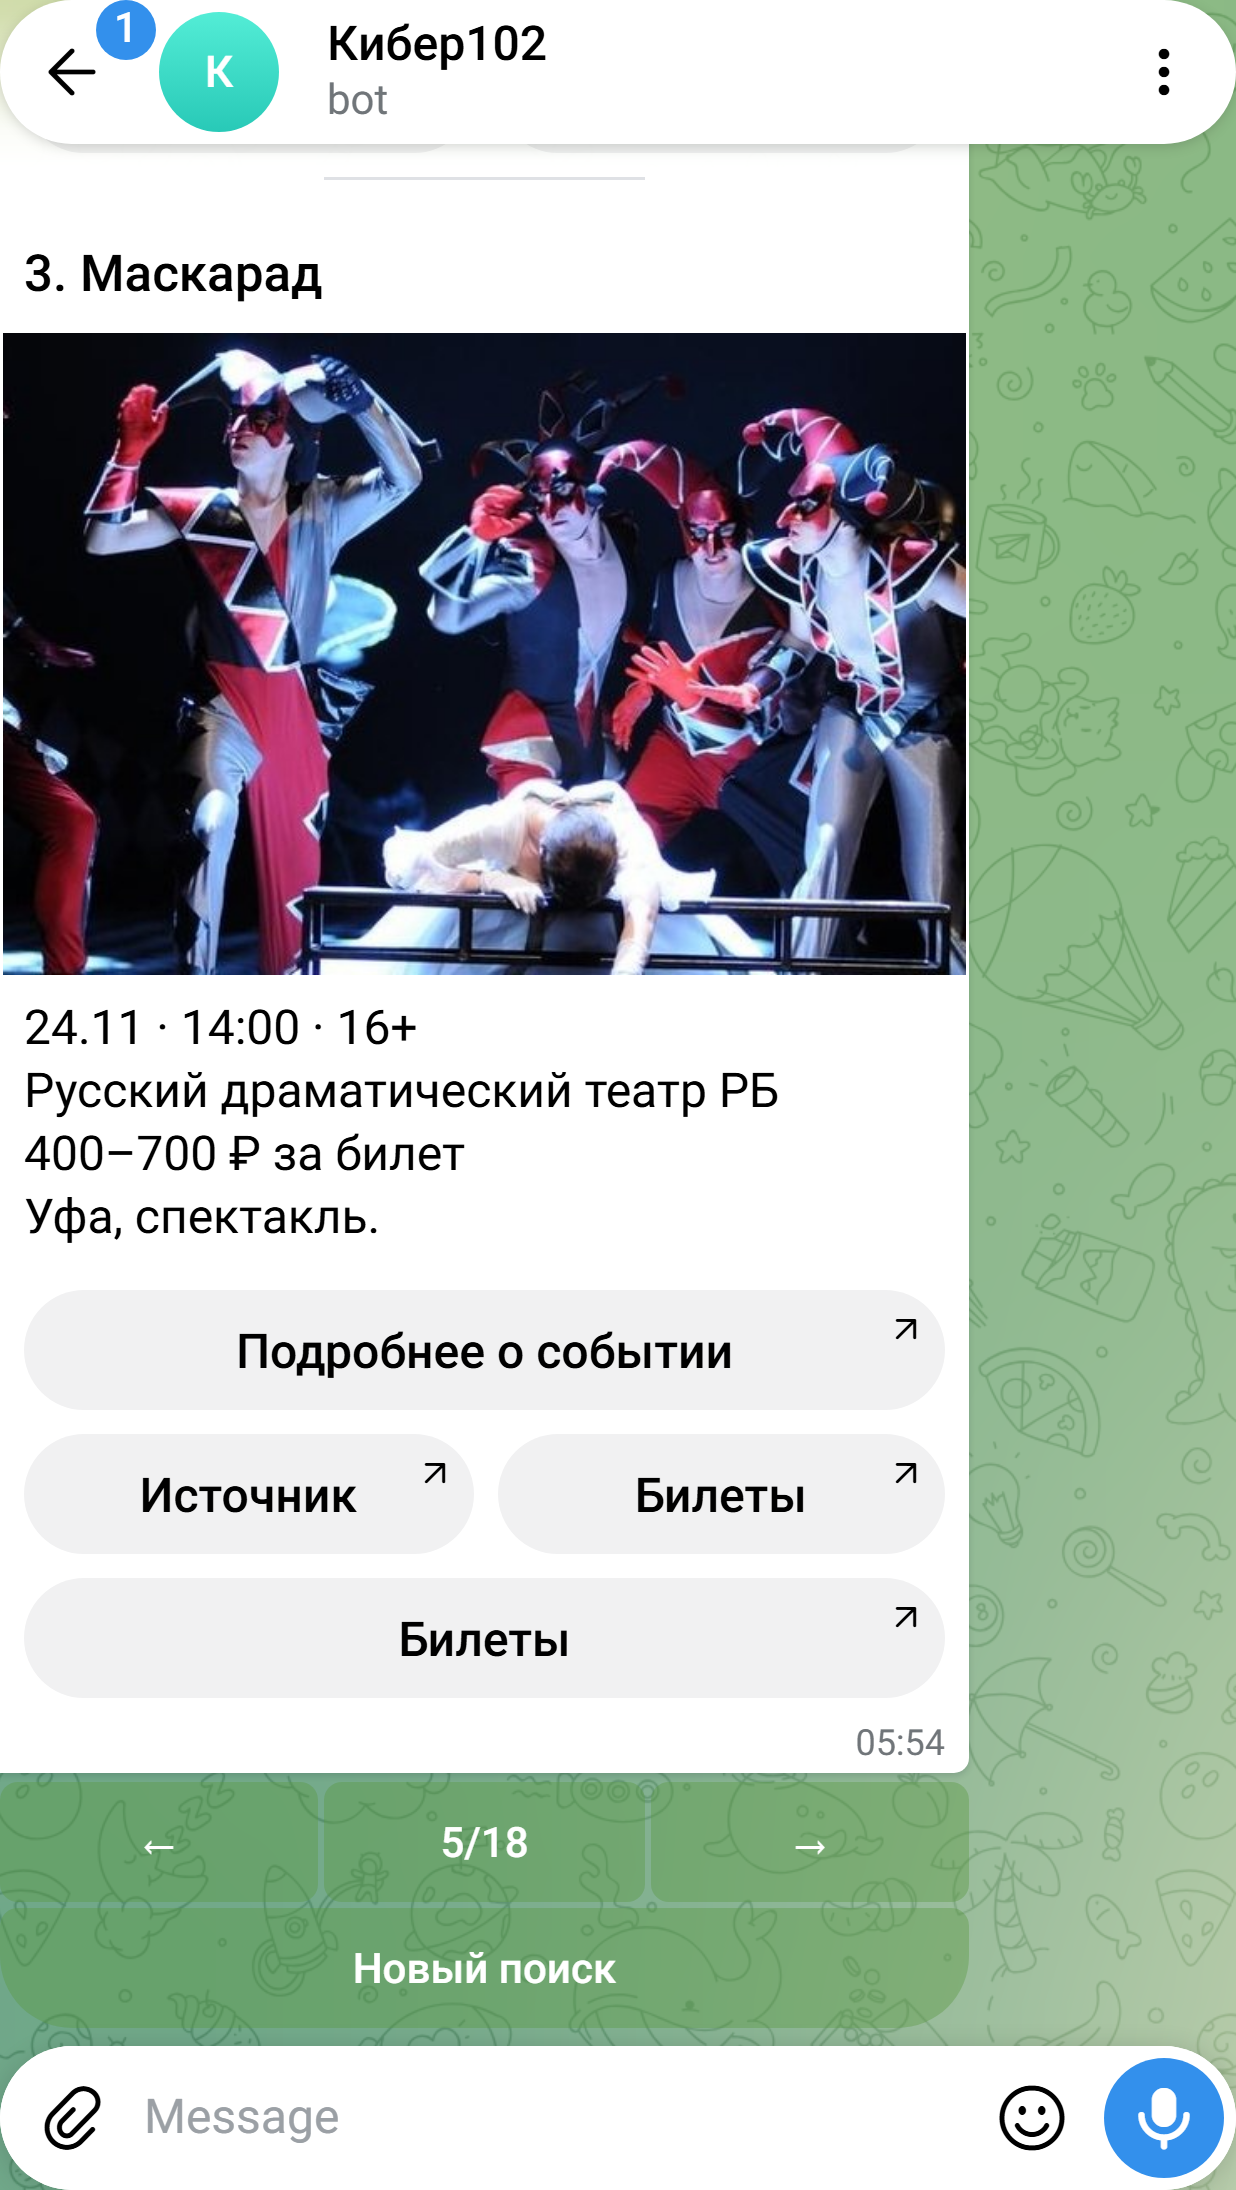 1
K
Кибер102
bot
3. Маскарад
24.11 · 14:00 · 16+
Русский драматический театр РБ
400–700 ₽ за билет
Уфа, спектакль.
Подробнее о событии
Источник
Билеты
Билеты
05:54
←
5/18
→
Новый поиск
Message